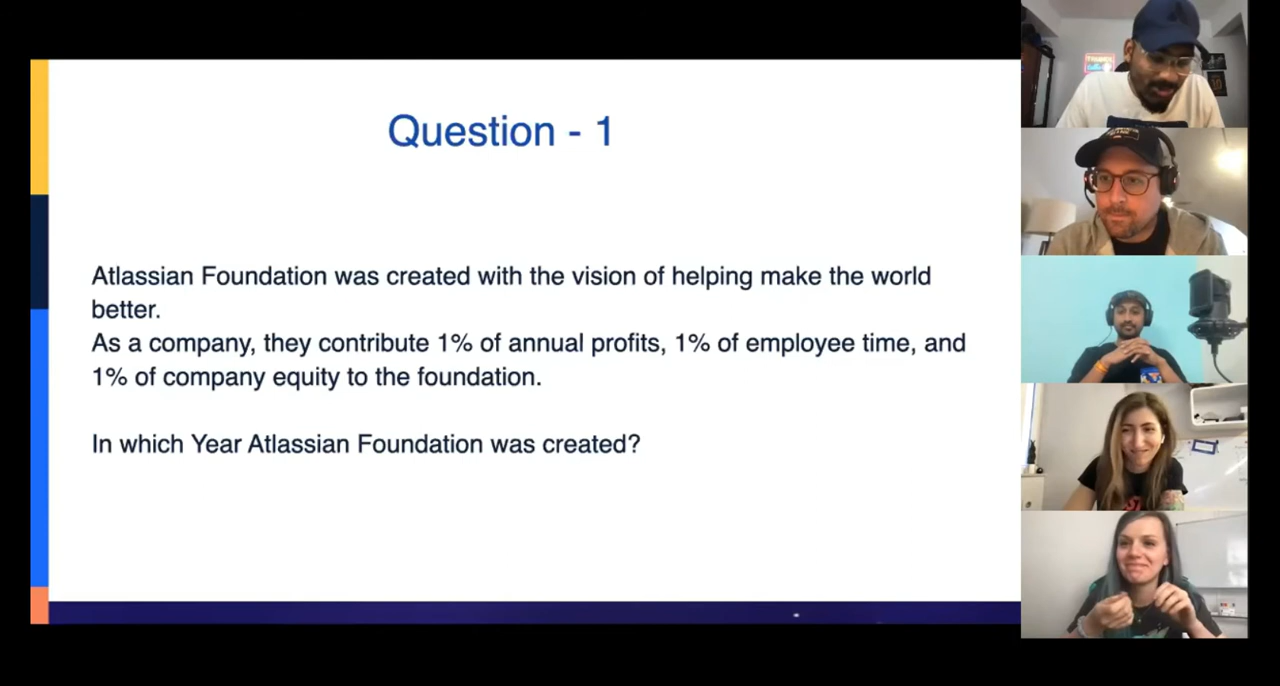 Question - 1
Atlassian Foundation was created with the vision of helping make the world
better.
As a company, they contribute 1% of annual profits, 1% of employee time, and
1% of company equity to the foundation.
In which Year Atlassian Foundation was created?